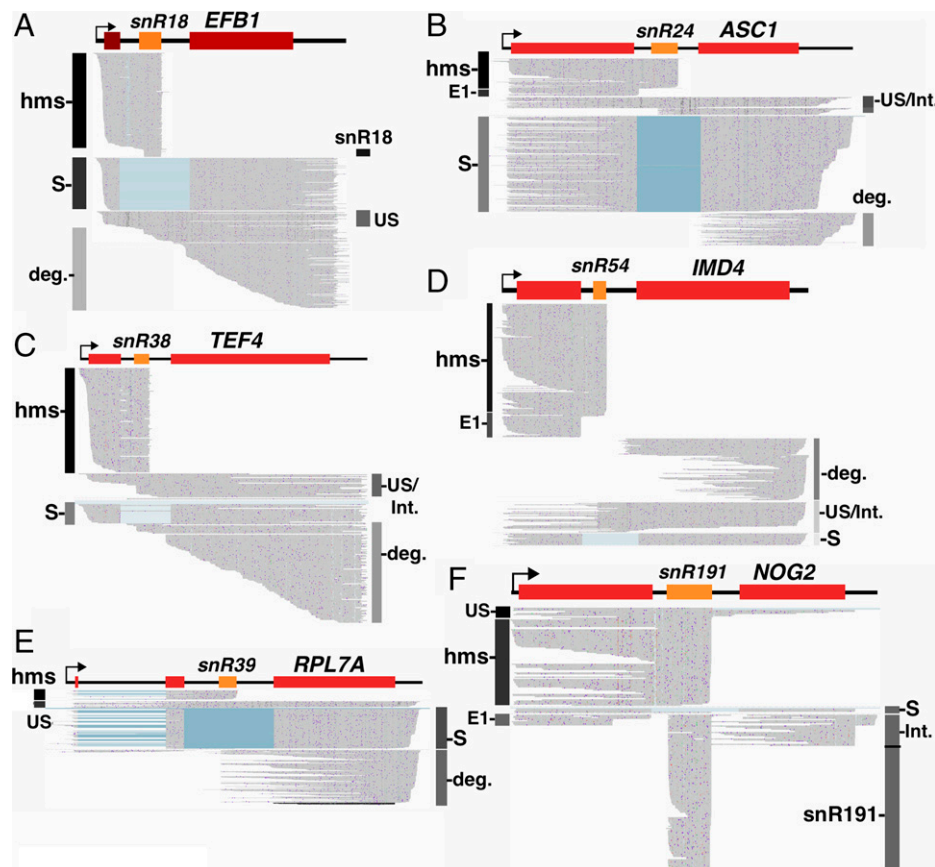 A
snR18 EFB1
hms
snR18
S
US
deg.
B
snR24 ASC1
hms
E1
US/Int.
S
deg.
C
snR38 TEF4
hms
US/
Int.
S
deg.
D
snR54 IMD4
hms
E1
deg.
US/Int.
S
E
snR39 RPL7A
hms
US
S
deg.
F
snR191 NOG2
US
hms
E1
S
Int.
snR191